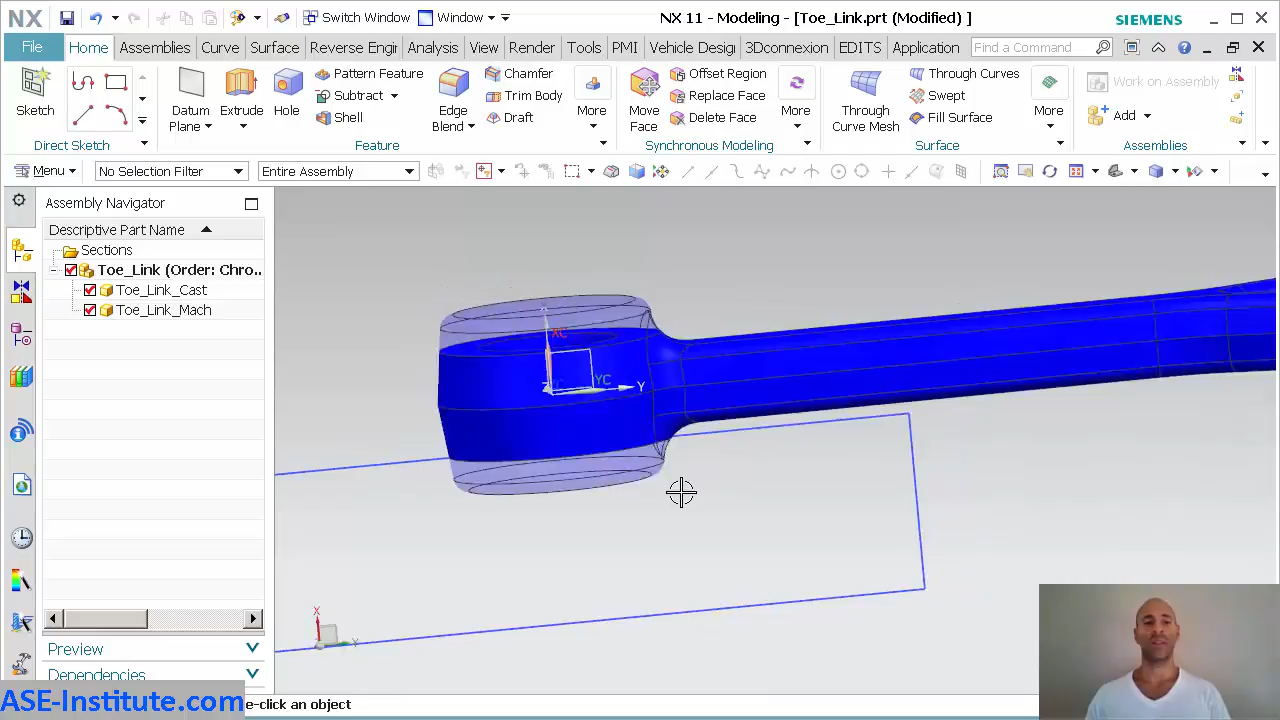 NX
Switch Window
Window
NX 11 - Modeling - [Toe_Link.prt (Modified) ]
SIEMENS
File
Home
Assemblies
Curve
Surface
Reverse Engi
Analysis
View
Render
Tools
PMI
Vehicle Desig
3Dconnexion
EDITS
Application
Find a Command
Sketch
Datum
Plane
Extrude
Hole
Pattern Feature
Subtract
Shell
Edge
Blend
Chamfer
Trim Body
Draft
More
Move
Face
Offset Region
Replace Face
Delete Face
More
Through
Curve Mesh
Through Curves
Swept
Fill Surface
More
Work on Assembly
Add
Direct Sketch
Feature
Synchronous Modeling
Surface
Assemblies
Menu
No Selection Filter
Entire Assembly
Assembly Navigator
Descriptive Part Name
Sections
Toe_Link (Order: Chro..
Toe_Link_Cast
Toe_Link_Mach
XC
YC
Y
X
Y
Preview
Dependencies
ASE-Institute.com
e-click an object